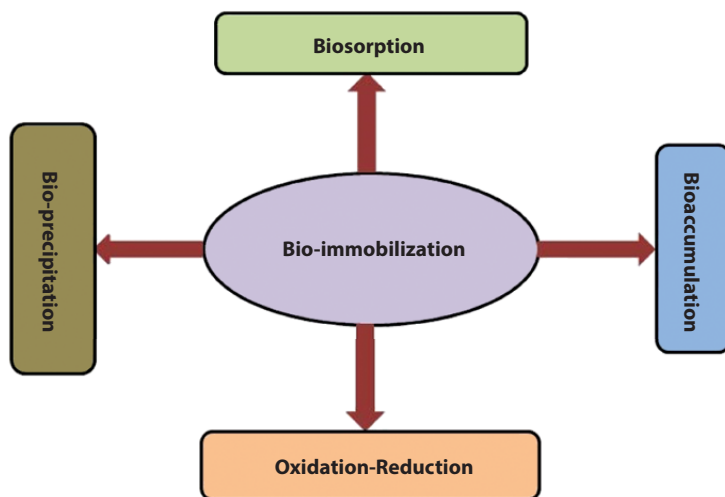 Biosorption
Bio-precipitation
Bio-immobilization
Bioaccumulation
Oxidation-Reduction